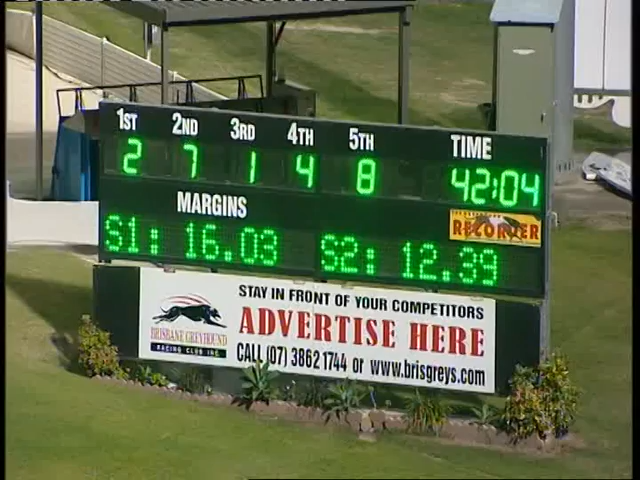 1ST 2ND 3RD 4TH 5TH TIME
2 7 1 4 8 42:04
MARGINS
RECORDER
S1: 16.03 S2: 12.39
STAY IN FRONT OF YOUR COMPETITORS
ADVERTISE HERE
CALL (07) 3862 1744 or www.brisgreys.com
BRISBANE GREYHOUND
RACING CLUB INC.